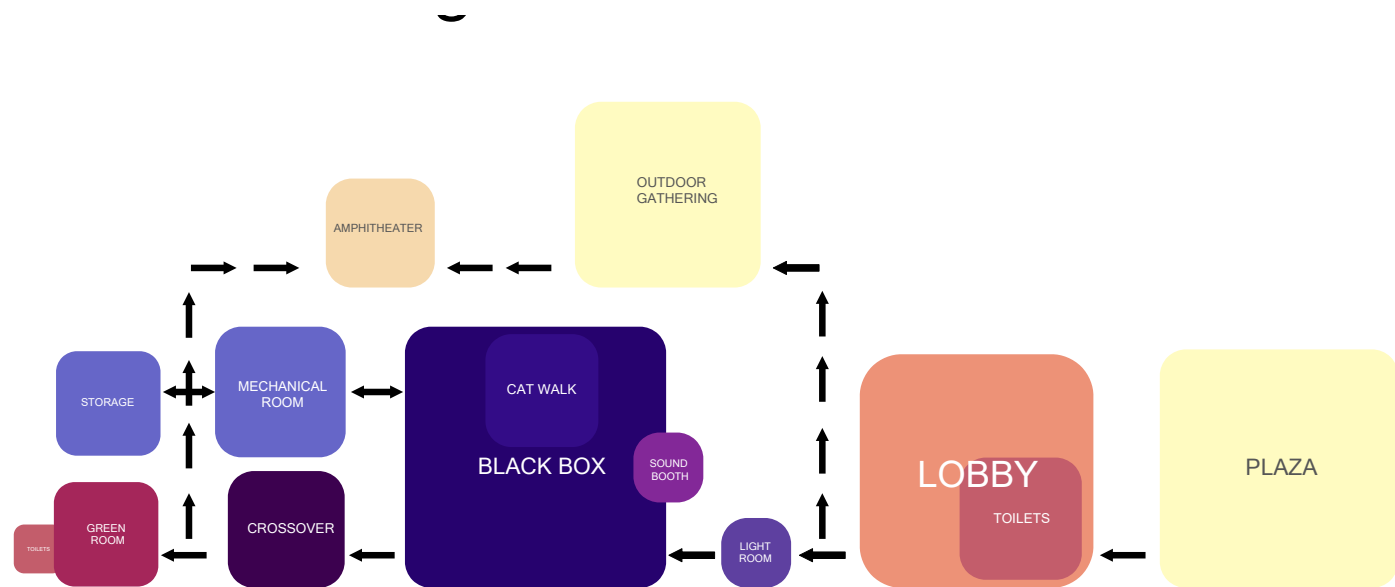 OUTDOOR
GATHERING
AMPHITHEATER
CAT WALK
MECHANICAL
ROOM
STORAGE
BLACK BOX
SOUND
BOOTH
LOBBY
PLAZA
TOILETS
GREEN
ROOM
CROSSOVER
LIGHT
ROOM
TOILETS